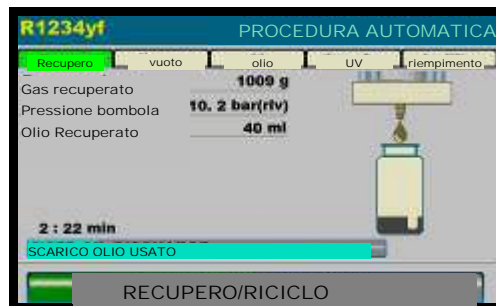 R1234yf PROCEDURA AUTOMATICA
Recupero vuoto olio UV riempimento
Gas recuperato 1009 g
Pressione bombola 10. 2 bar(rlv)
Olio Recuperato 40 ml
2 : 22 min
SCARICO OLIO USATO
RECUPERO/RICICLO